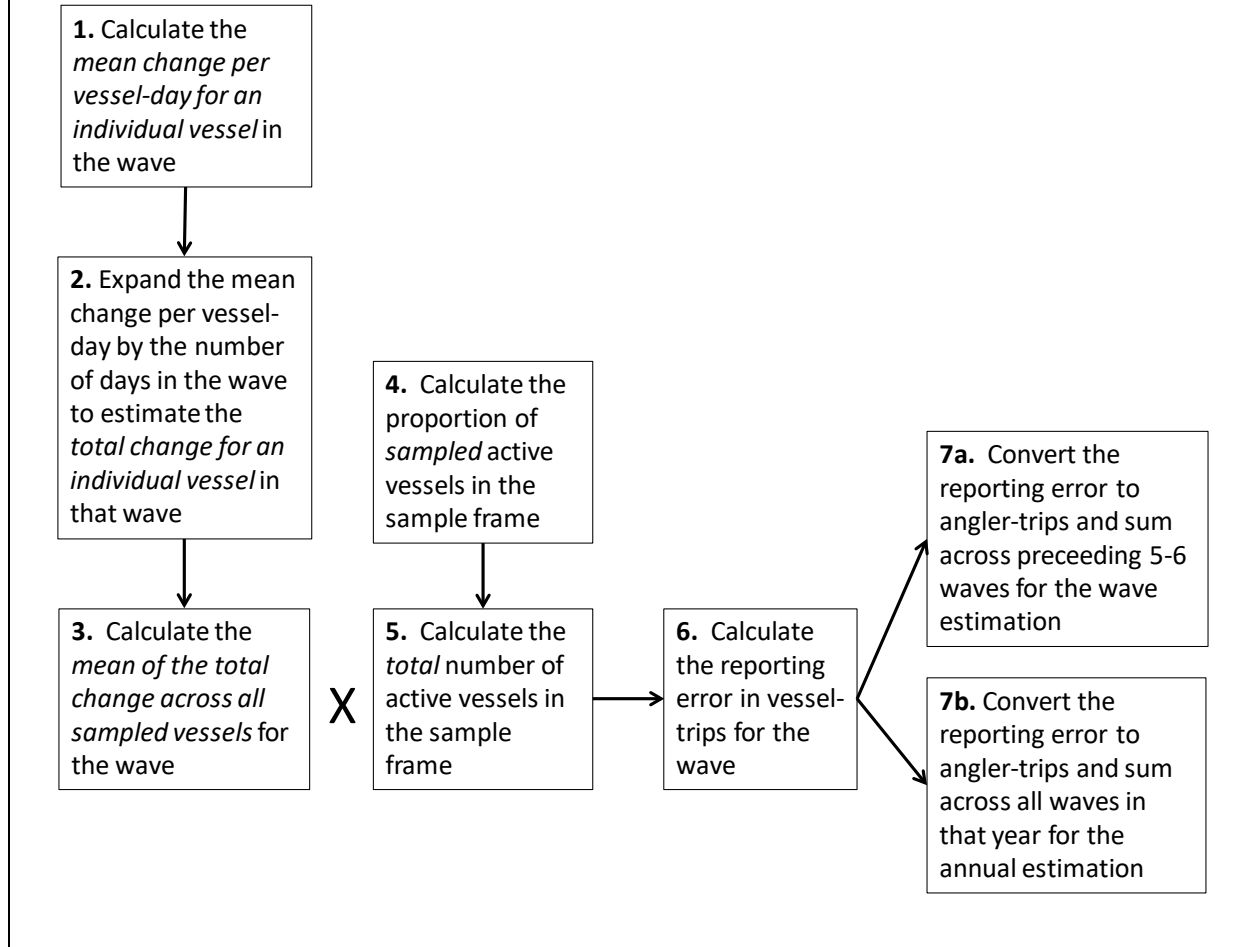 1. Calculate the
mean change per
vessel-day for an
individual vessel in
the wave
2. Expand the mean
change per vessel-
day by the number
of days in the wave
to estimate the
total change for an
individual vessel in
that wave
3. Calculate the
mean of the total
change across all
sampled vessels for
the wave
X
4. Calculate the
proportion of
sampled active
vessels in the
sample frame
5. Calculate the
total number of
active vessels in
the sample
frame
6. Calculate
the reporting
error in vessel-
trips for the
wave
7a. Convert the
reporting error to
angler-trips and sum
across preceeding 5-6
waves for the wave
estimation
7b. Convert the
reporting error to
angler-trips and sum
across all waves in
that year for the
annual estimation